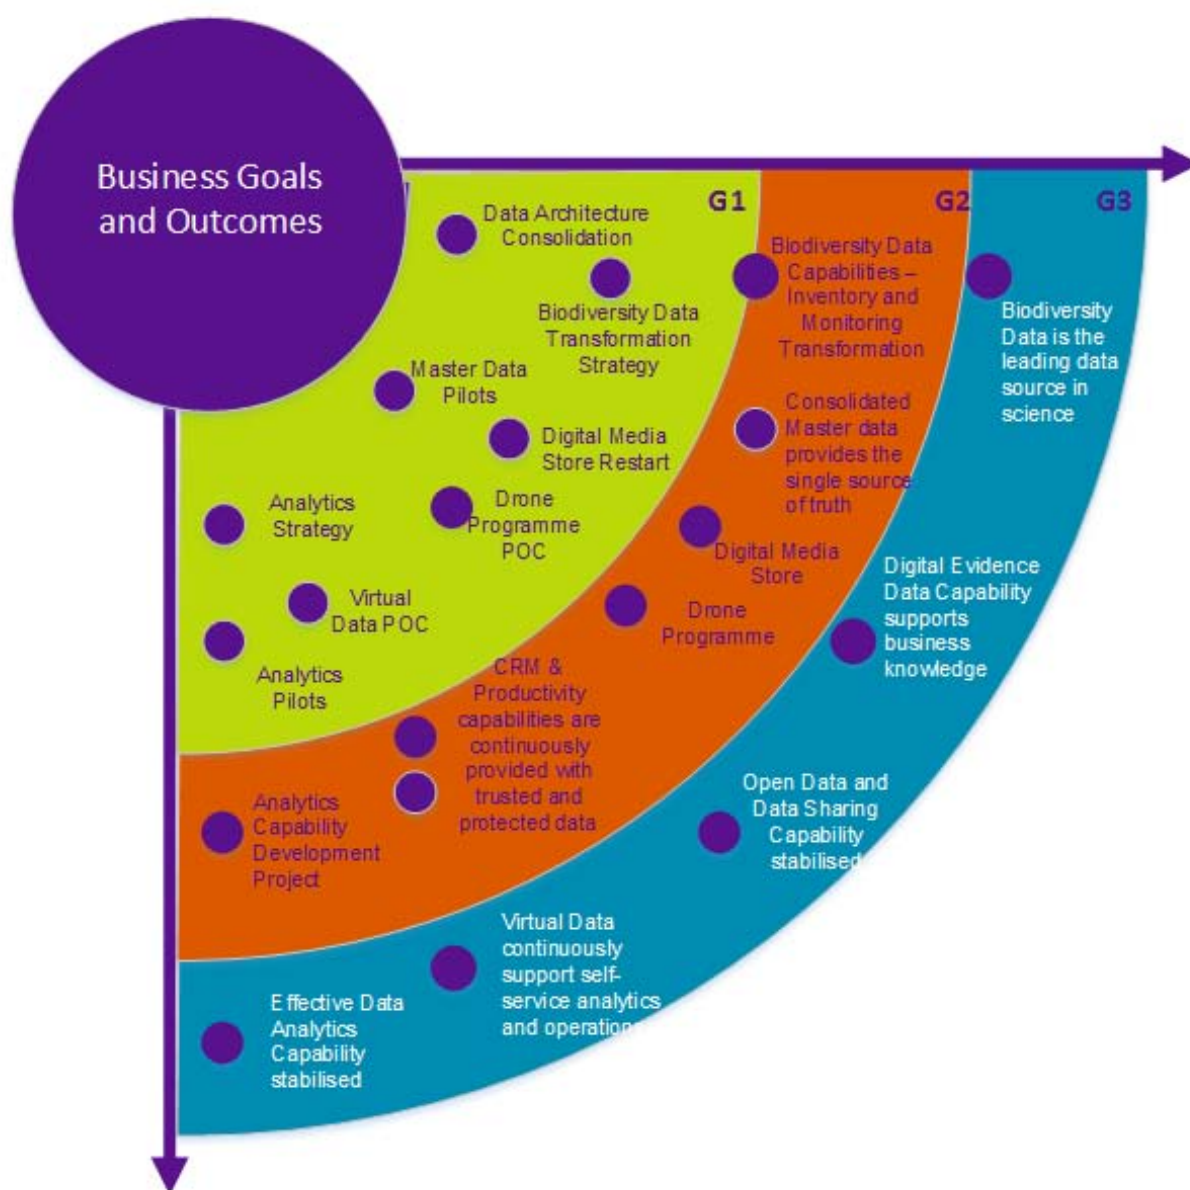 Business Goals
and Outcomes
G1
G2
G3
Data Architecture
Consolidation
Biodiversity Data
Transformation
Strategy
Master Data
Pilots
Digital Media
Store Restart
Drone
Programme
POC
Analytics
Strategy
Virtual
Data POC
Analytics
Pilots
Biodiversity Data
Capabilities –
Inventory and
Monitoring
Transformation
Consolidated
Master data
provides the
single source
of truth
Digital Media
Store
Drone
Programme
CRM &
Productivity
capabilities are
continuously
provided with
trusted and
protected data
Analytics
Capability
Development
Project
Biodiversity
Data is the
leading data
source in
science
Digital Evidence
Data Capability
supports
business
knowledge
Open Data and
Data Sharing
Capability
stabilised
Virtual Data
continuously
support self-
service analytics
and operations
Effective Data
Analytics
Capability
stabilised